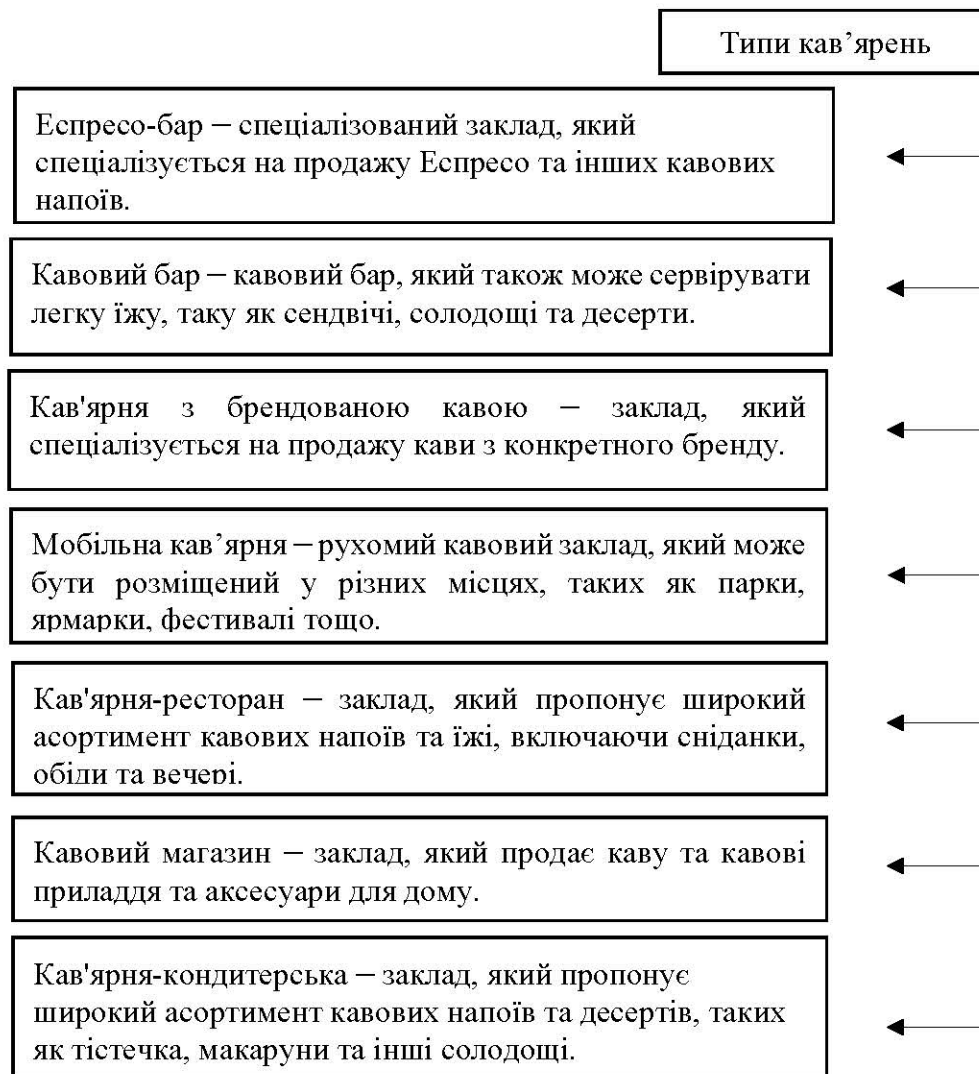 Типи кав’ярень
Еспресо-бар – спеціалізований заклад, який
спеціалізується на продажу Еспресо та інших кавових
напоїв.
Кавовий бар – кавовий бар, який також може сервірувати
легку їжу, таку як сендвічі, солодощі та десерти.
Кав'ярня з брендованою кавою – заклад, який
спеціалізується на продажу кави з конкретного бренду.
Мобільна кав’ярня – рухомий кавовий заклад, який може
бути розміщений у різних місцях, таких як парки,
ярмарки, фестивалі тощо.
Кав'ярня-ресторан – заклад, який пропонує широкий
асортимент кавових напоїв та їжі, включаючи сніданки,
обіди та вечері.
Кавовий магазин – заклад, який продає каву та кавові
приладдя та аксесуари для дому.
Кав'ярня-кондитерська – заклад, який пропонує
широкий асортимент кавових напоїв та десертів, таких
як тістечка, макаруни та інші солодощі.